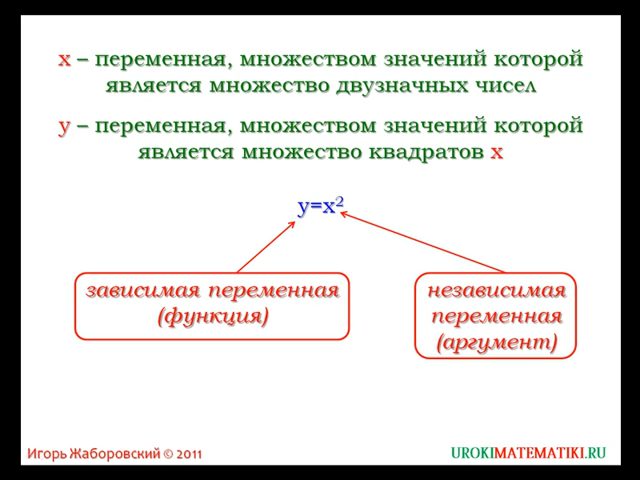 x – переменная, множеством значений которой
является множество двузначных чисел
y – переменная, множеством значений которой
является множество квадратов x
y=x²
зависимая переменная
(функция)
независимая
переменная
(аргумент)
Игорь Жаборовский © 2011
UROKIMATEMATIKI.RU